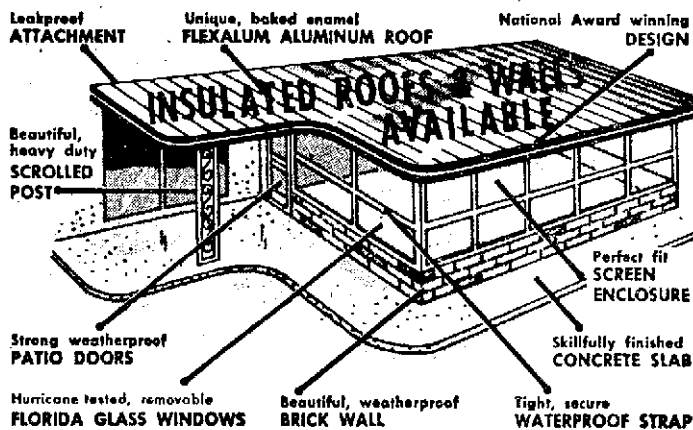 Leakproof
ATTACHMENT
Unique, baked enamel
FLEXALUM ALUMINUM ROOF
National Award winning
DESIGN
INSULATED ROOFS & WALLS
AVAILABLE
Beautiful,
heavy duty
SCROLLED
POST
Perfect fit
SCREEN
ENCLOSURE
Strong weatherproof
PATIO DOORS
Skillfully finished
CONCRETE SLAB
Hurricane tested, removable
FLORIDA GLASS WINDOWS
Beautiful, weatherproof
BRICK WALL
Tight, secure
WATERPROOF STRAP